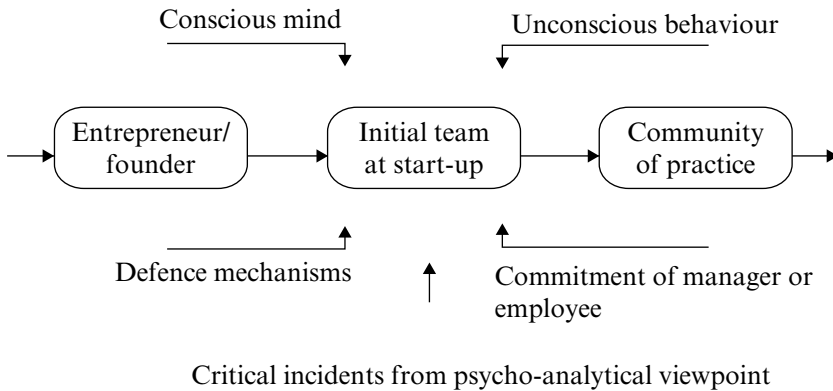 Conscious mind
Unconscious behaviour
Entrepreneur/
founder
Initial team
at start-up
Community
of practice
Defence mechanisms
Commitment of manager or
employee
Critical incidents from psycho-analytical viewpoint